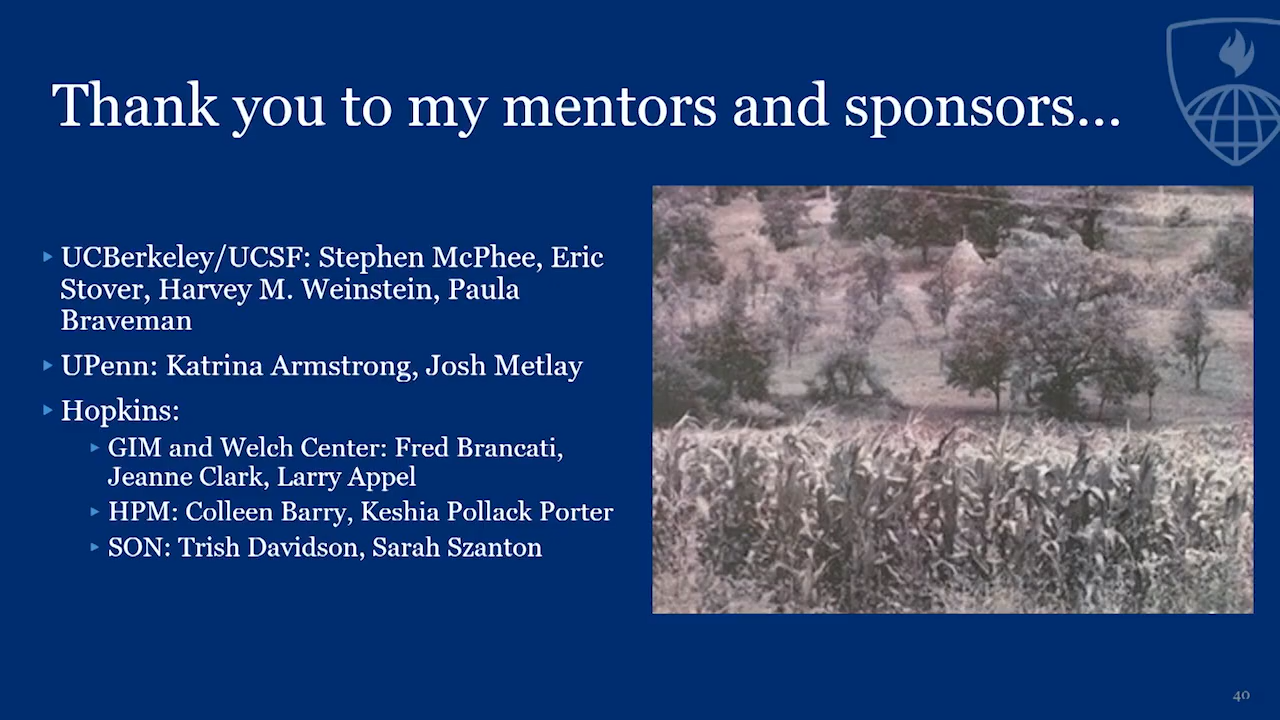 Thank you to my mentors and sponsors...
UCBerkeley/UCSF: Stephen McPhee, Eric
Stover, Harvey M. Weinstein, Paula
Braveman
UPenn: Katrina Armstrong, Josh Metlay
Hopkins:
GIM and Welch Center: Fred Brancati,
Jeanne Clark, Larry Appel
HPM: Colleen Barry, Keshia Pollack Porter
SON: Trish Davidson, Sarah Szanton
40